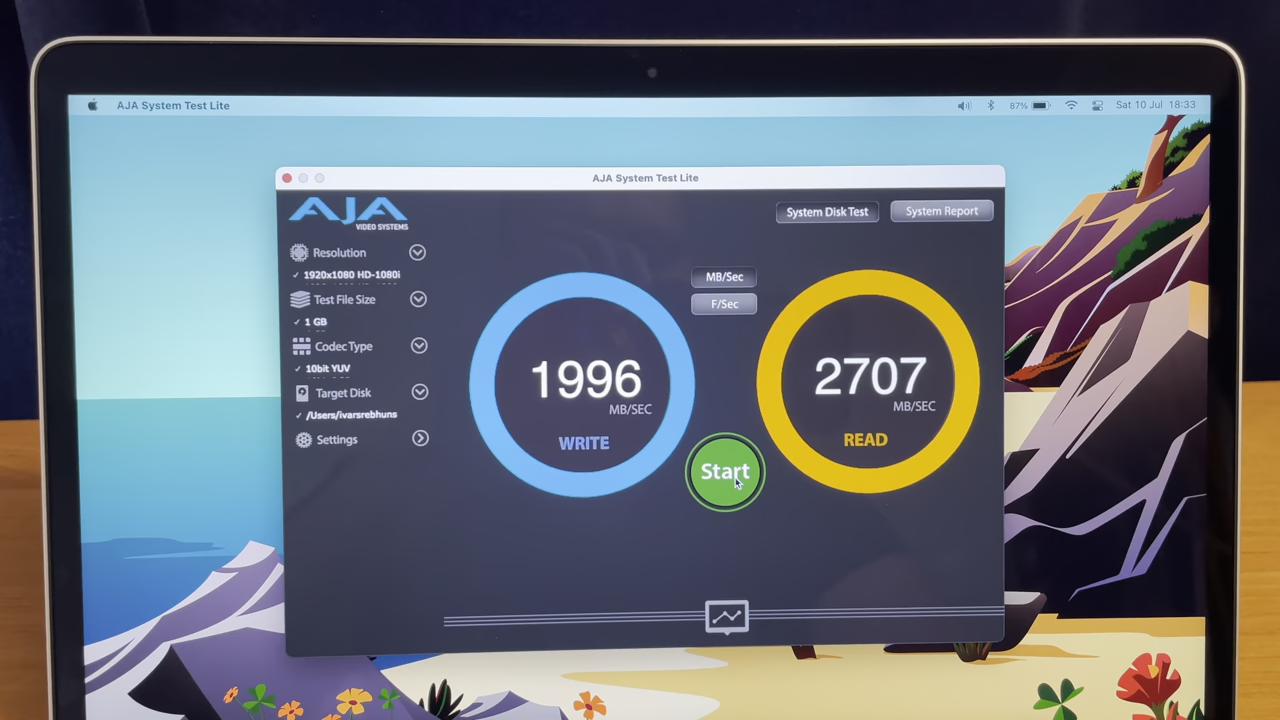 AJA System Test Lite
87%
Sat 10 Jul 18:33
AJA System Test Lite
AJA
VIDEO SYSTEMS
System Disk Test
System Report
Resolution
✓ 1920x1080 HD-1080i
Test File Size
✓ 1 GB
Codec Type
✓ 10bit YUV
Target Disk
✓ /Users/ivarsrebhuns
Settings
MB/Sec
F/Sec
1996
MB/SEC
WRITE
2707
MB/SEC
READ
Start